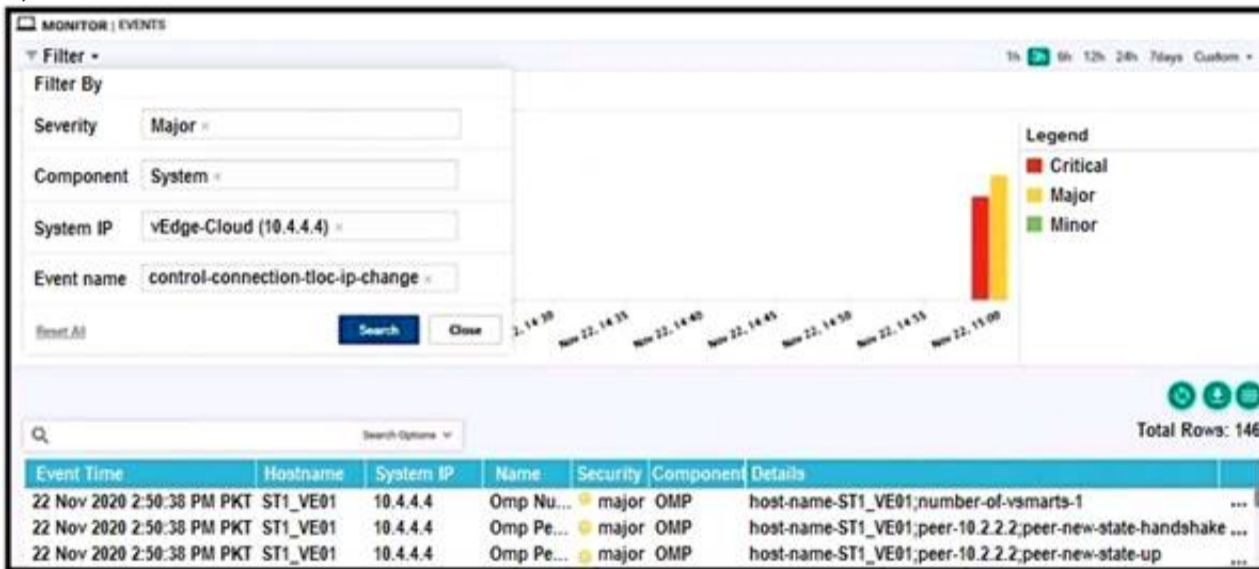 MONITOR | EVENTS
Filter
1h 3h 6h 12h 24h 7days Custom
Filter By
Severity Major ×
Component System ×
System IP vEdge-Cloud (10.4.4.4) ×
Event name control-connection-tloc-ip-change ×
Reset All Search Close
Legend
Critical
Major
Minor
2, 14:30 Nov 22, 14:35 Nov 22, 14:40 Nov 22, 14:45 Nov 22, 14:50 Nov 22, 14:55 Nov 22, 15:00
Search Options
Total Rows: 146
Event Time Hostname System IP Name Security Component Details
22 Nov 2020 2:50:38 PM PKT ST1_VE01 10.4.4.4 Omp Nu... major OMP host-name-ST1_VE01;number-of-vsmarts-1 ...
22 Nov 2020 2:50:38 PM PKT ST1_VE01 10.4.4.4 Omp Pe... major OMP host-name-ST1_VE01;peer-10.2.2.2;peer-new-state-handshake ...
22 Nov 2020 2:50:38 PM PKT ST1_VE01 10.4.4.4 Omp Pe... major OMP host-name-ST1_VE01;peer-10.2.2.2;peer-new-state-up ...